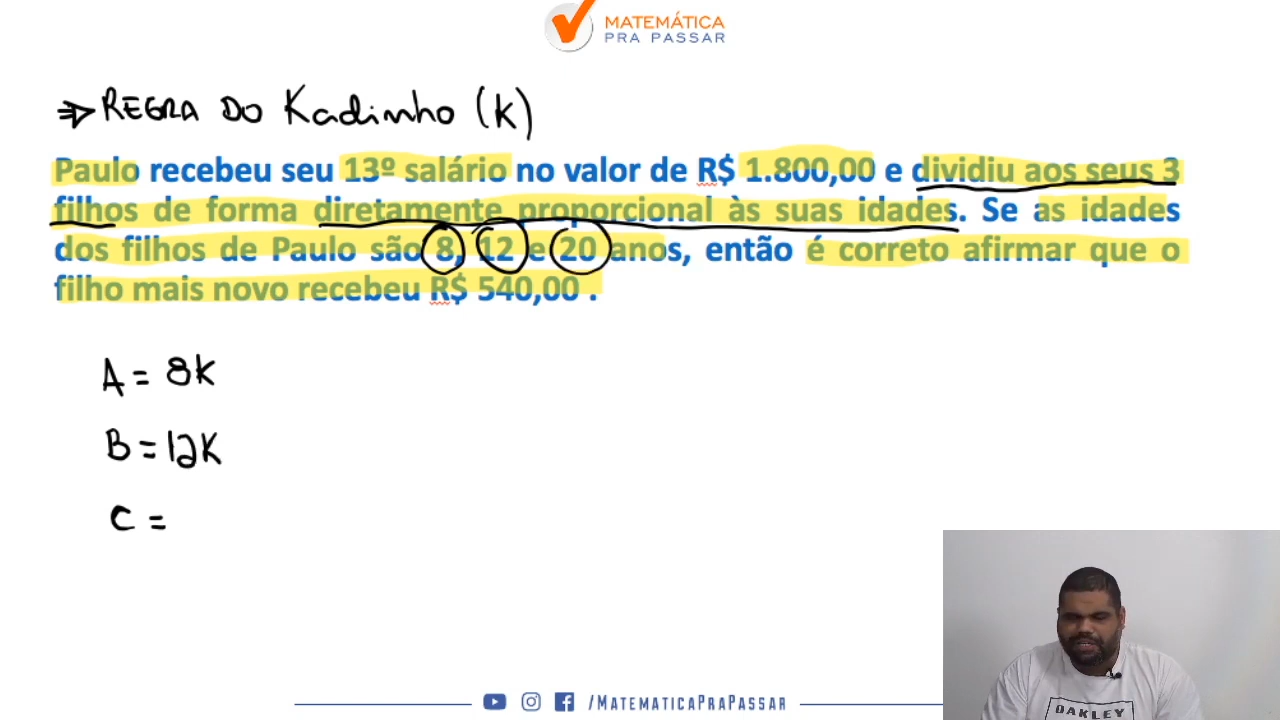 MATEMÁTICA
PRA PASSAR
⇒ REGRA DO Kadinho (K)
Paulo recebeu seu 13º salário no valor de R$ 1.800,00 e dividiu aos seus 3
filhos de forma diretamente proporcional às suas idades. Se as idades
dos filhos de Paulo são 8, 12 e 20 anos, então é correto afirmar que o
filho mais novo recebeu R$ 540,00 .
A = 8K
B = 12K
C =
OAKLEY
/MATEMATICAPRAPASSAR